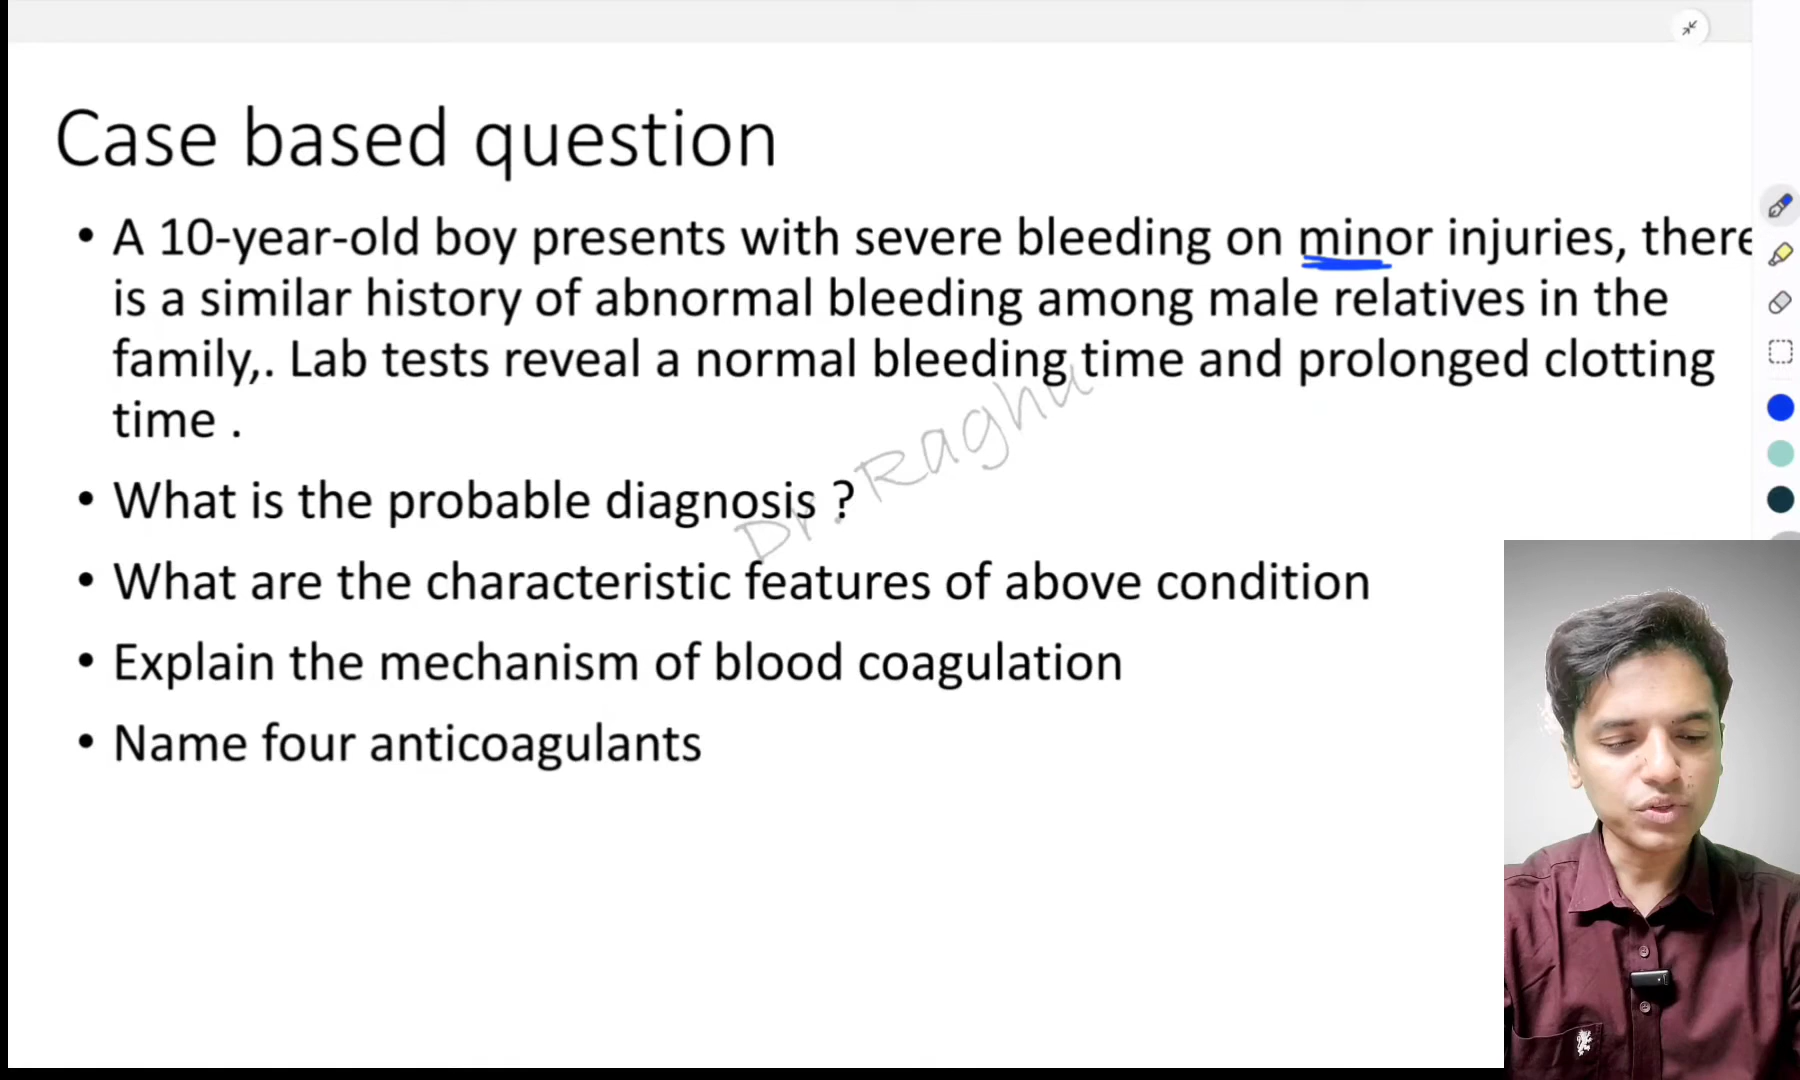 Case based question
• A 10-year-old boy presents with severe bleeding on minor injuries, there
is a similar history of abnormal bleeding among male relatives in the
family,. Lab tests reveal a normal bleeding time and prolonged clotting
time .
Dr. Raghu
• What is the probable diagnosis ?
• What are the characteristic features of above condition
• Explain the mechanism of blood coagulation
• Name four anticoagulants